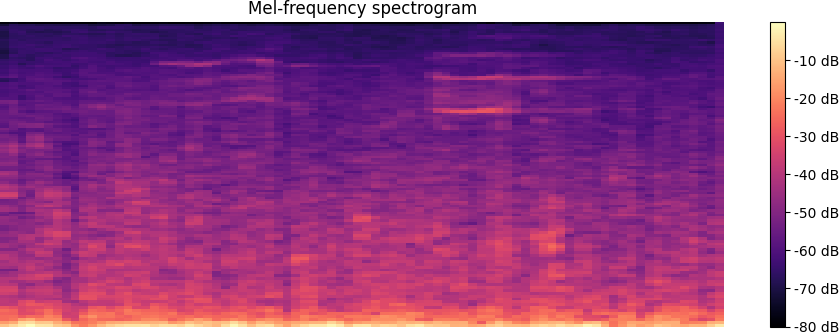 Mel-frequency spectrogram
-10 dB
-20 dB
-30 dB
-40 dB
-50 dB
-60 dB
-70 dB
-80 dB